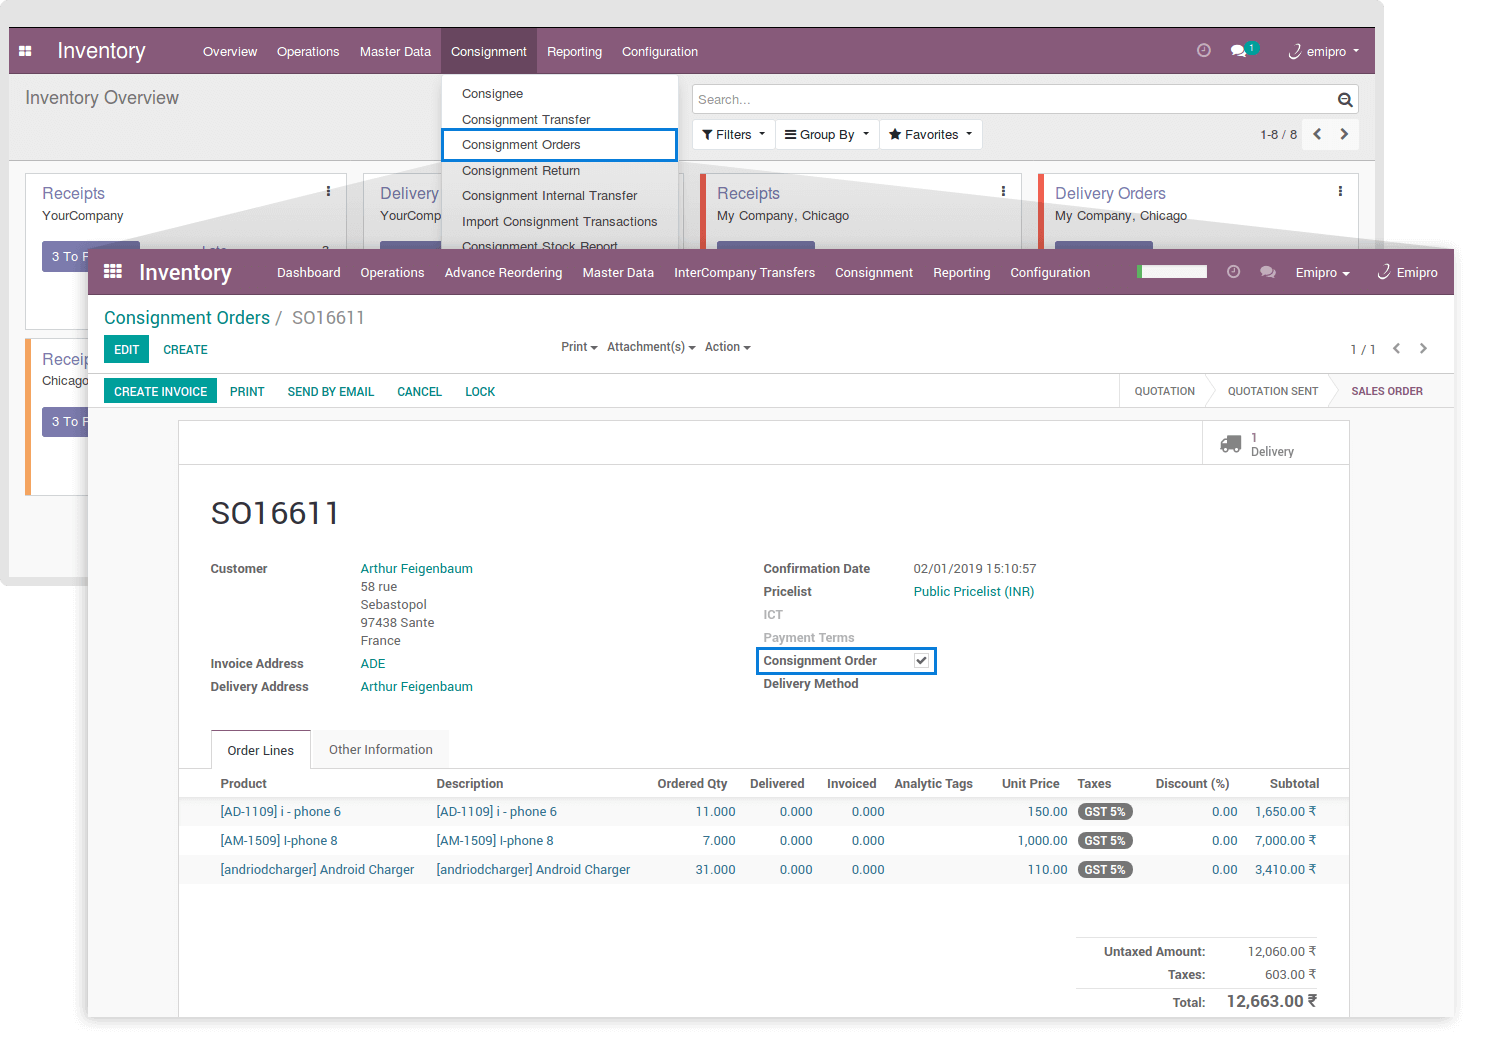 Inventory Overview Operations Master Data Consignment Reporting Configuration 1 emipro
Inventory Overview
Search...
Filters Group By Favorites 1-8 / 8
Consignee
Consignment Transfer
Consignment Orders
Consignment Return
Consignment Internal Transfer
Import Consignment Transactions
Consignment Stock Report
Receipts
YourCompany
3 To
Late 3
Delivery
YourComp
Receipts
My Company, Chicago
Delivery Orders
My Company, Chicago
Chicago
3 To
Inventory Dashboard Operations Advance Reordering Master Data InterCompany Transfers Consignment Reporting Configuration Emipro Emipro
Consignment Orders / SO16611
EDIT CREATE Print Attachment(s) Action 1 / 1
CREATE INVOICE PRINT SEND BY EMAIL CANCEL LOCK QUOTATION QUOTATION SENT SALES ORDER
1
Delivery
SO16611
Customer Arthur Feigenbaum
58 rue
Sebastopol
97438 Sante
France
Invoice Address ADE
Delivery Address Arthur Feigenbaum
Confirmation Date 02/01/2019 15:10:57
Pricelist Public Pricelist (INR)
ICT
Payment Terms
Consignment Order
Delivery Method
Order Lines Other Information
Product Description Ordered Qty Delivered Invoiced Analytic Tags Unit Price Taxes Discount (%) Subtotal
[AD-1109] i - phone 6 [AD-1109] i - phone 6 11.000 0.000 0.000 150.00 GST 5% 0.00 1,650.00 ₹
[AM-1509] I-phone 8 [AM-1509] I-phone 8 7.000 0.000 0.000 1,000.00 GST 5% 0.00 7,000.00 ₹
[andriodcharger] Android Charger [andriodcharger] Android Charger 31.000 0.000 0.000 110.00 GST 5% 0.00 3,410.00 ₹
Untaxed Amount: 12,060.00 ₹
Taxes: 603.00 ₹
Total: 12,663.00 ₹